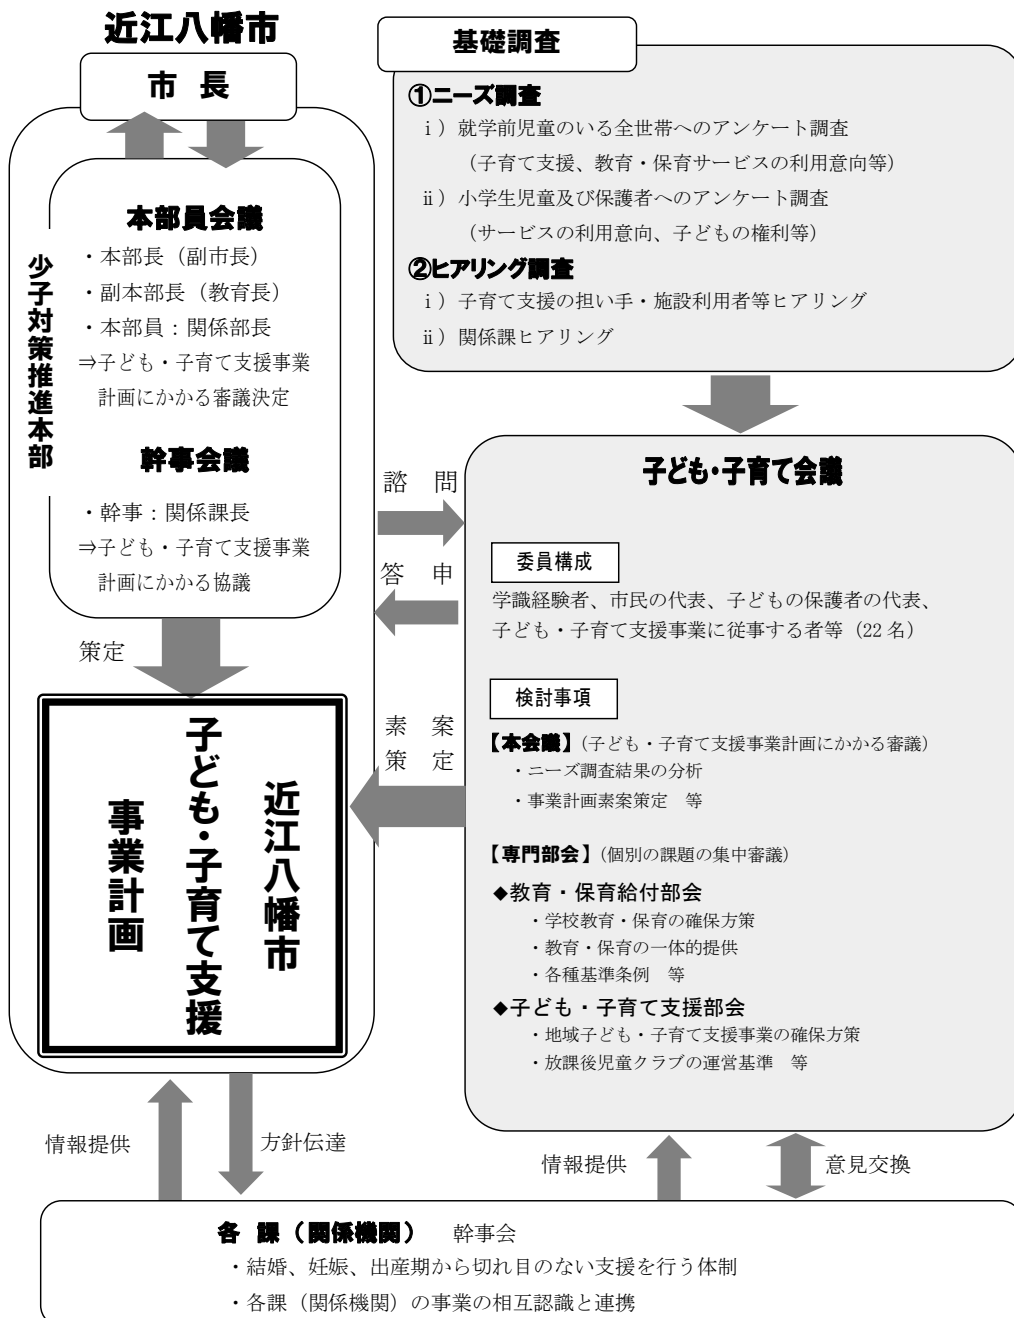 近江八幡市
市 長
少子対策推進本部
本部員会議
・本部長（副市長）
・副本部長（教育長）
・本部員：関係部長
⇒子ども・子育て支援事業
計画にかかる審議決定
幹事会議
・幹事：関係課長
⇒子ども・子育て支援事業
計画にかかる協議
策定
近江八幡市
子ども・子育て支援
事業計画
基礎調査
①ニーズ調査
ⅰ）就学前児童のいる全世帯へのアンケート調査
（子育て支援、教育・保育サービスの利用意向等）
ⅱ）小学生児童及び保護者へのアンケート調査
（サービスの利用意向、子どもの権利等）
②ヒアリング調査
ⅰ）子育て支援の担い手・施設利用者等ヒアリング
ⅱ）関係課ヒアリング
諮 問
答 申
素 案
策 定
子ども・子育て会議
委員構成
学識経験者、市民の代表、子どもの保護者の代表、
子ども・子育て支援事業に従事する者等（22 名）
検討事項
【本会議】（子ども・子育て支援事業計画にかかる審議）
・ニーズ調査結果の分析
・事業計画素案策定　等
【専門部会】（個別の課題の集中審議）
◆教育・保育給付部会
・学校教育・保育の確保方策
・教育・保育の一体的提供
・各種基準条例　等
◆子ども・子育て支援部会
・地域子ども・子育て支援事業の確保方策
・放課後児童クラブの運営基準　等
情報提供
方針伝達
情報提供
意見交換
各 課（関係機関）　幹事会
・結婚、妊娠、出産期から切れ目のない支援を行う体制
・各課（関係機関）の事業の相互認識と連携